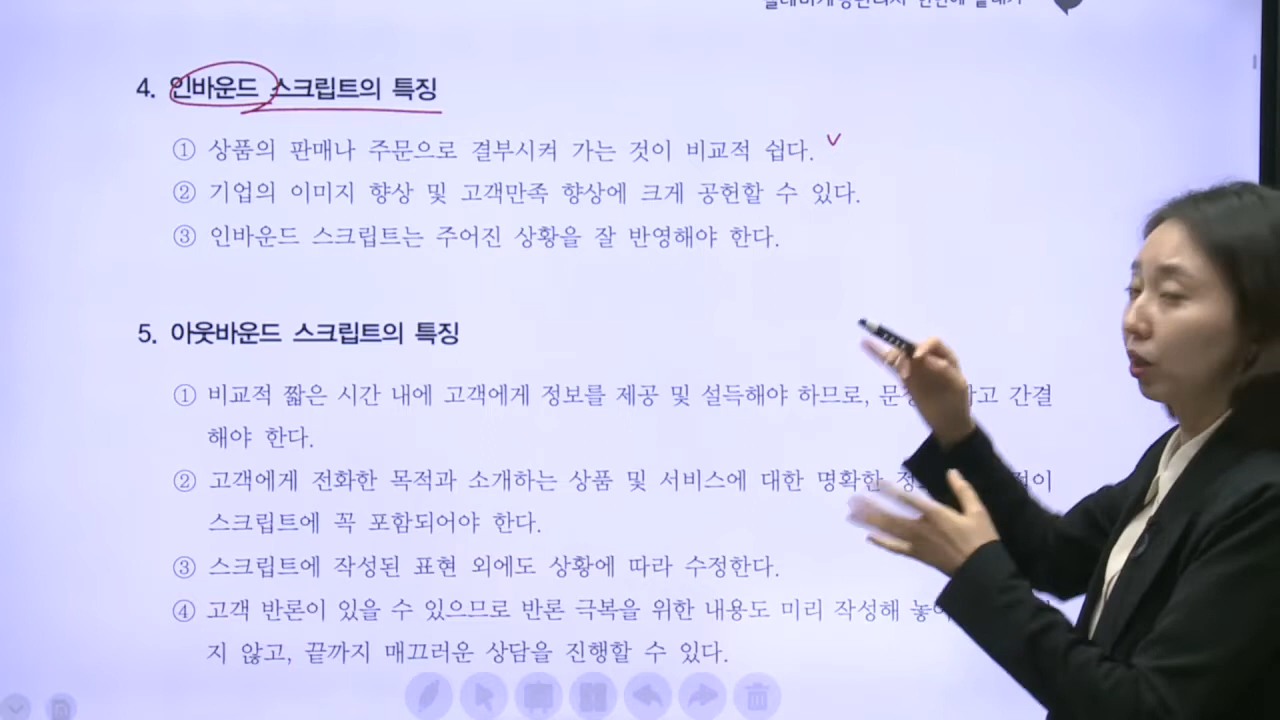 4. 인바운드 스크립트의 특징
① 상품의 판매나 주문으로 결부시켜 가는 것이 비교적 쉽다.
② 기업의 이미지 향상 및 고객만족 향상에 크게 공헌할 수 있다.
③ 인바운드 스크립트는 주어진 상황을 잘 반영해야 한다.
5. 아웃바운드 스크립트의 특징
① 비교적 짧은 시간 내에 고객에게 정보를 제공 및 설득해야 하므로, 간결
해야 한다.
② 고객에게 전화한 목적과 소개하는 상품 및 서비스에 대한 명확한
스크립트에 꼭 포함되어야 한다.
③ 스크립트에 작성된 표현 외에도 상황에 따라 수정한다.
④ 고객 반론이 있을 수 있으므로 반론 극복을 위한 내용도 미리 작성해
지 않고, 끝까지 매끄러운 상담을 진행할 수 있다.